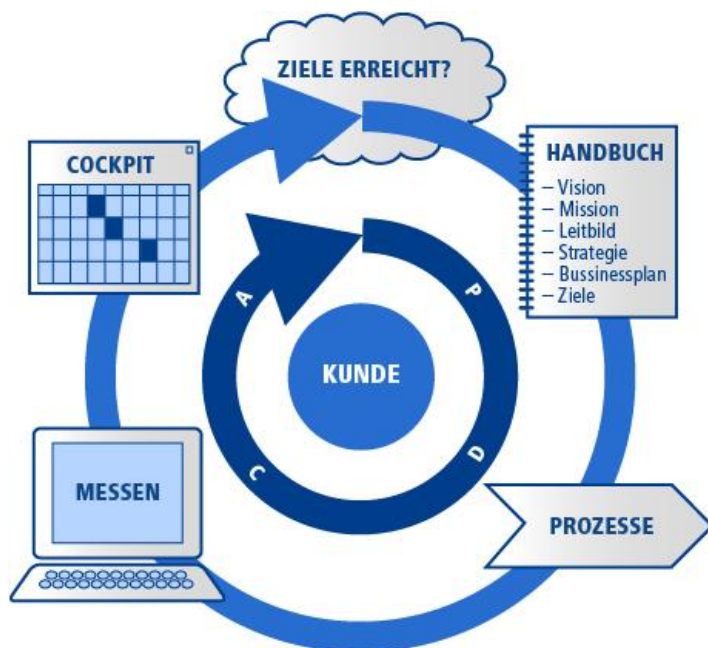 ZIELE ERREICHT?
COCKPIT
HANDBUCH
– Vision
– Mission
– Leitbild
– Strategie
– Bussinessplan
– Ziele
A
P
KUNDE
C
D
MESSEN
PROZESSE